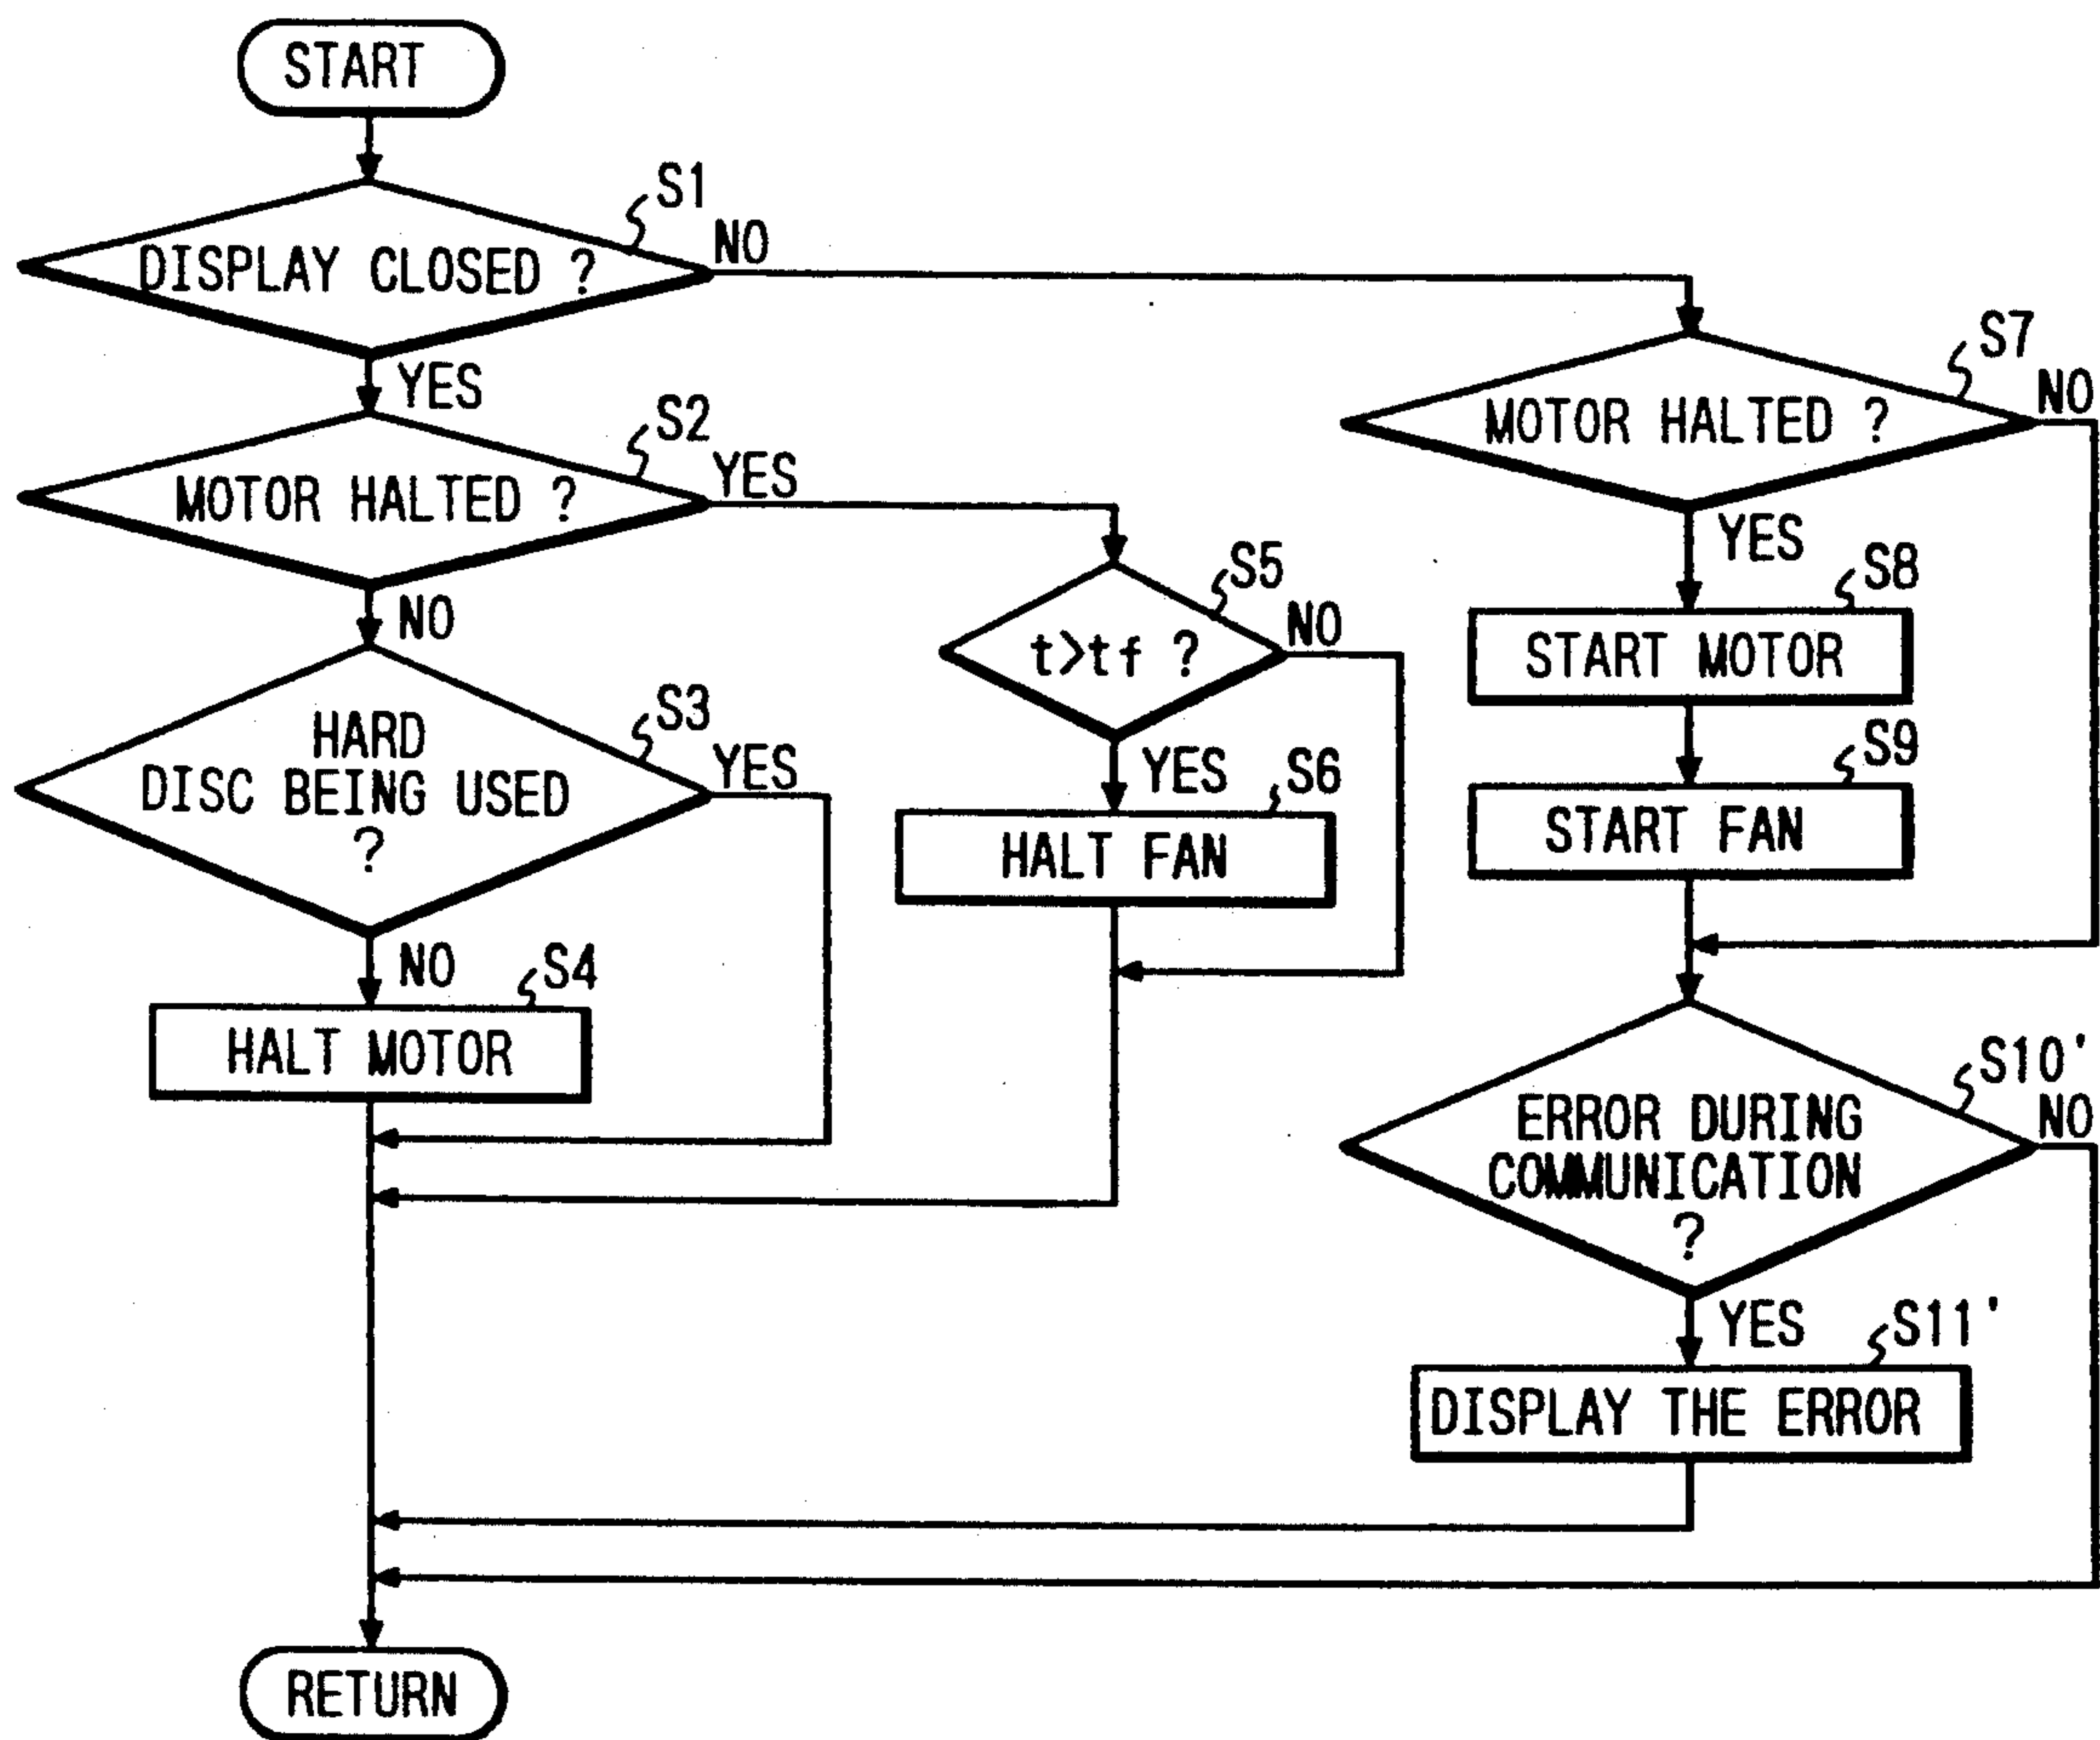 START
S1
DISPLAY CLOSED ?
NO
YES
S2
MOTOR HALTED ?
YES
NO
S3
HARD
DISC BEING USED
?
YES
NO
S4
HALT MOTOR
S5
t>tf ?
NO
YES
S6
HALT FAN
S7
MOTOR HALTED ?
NO
YES
S8
START MOTOR
S9
START FAN
S10'
ERROR DURING
COMMUNICATION
?
NO
YES
S11'
DISPLAY THE ERROR
RETURN